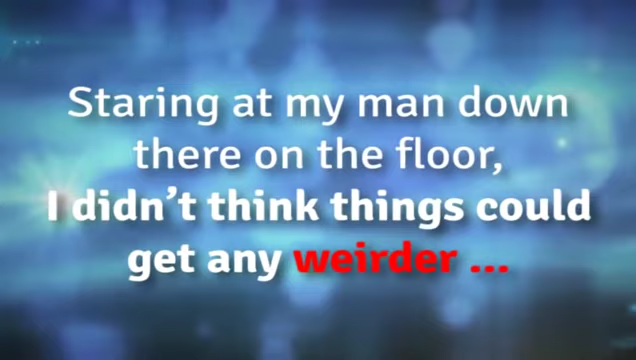 Staring at my man down
there on the floor,
I didn't think things could
get any weirder ...